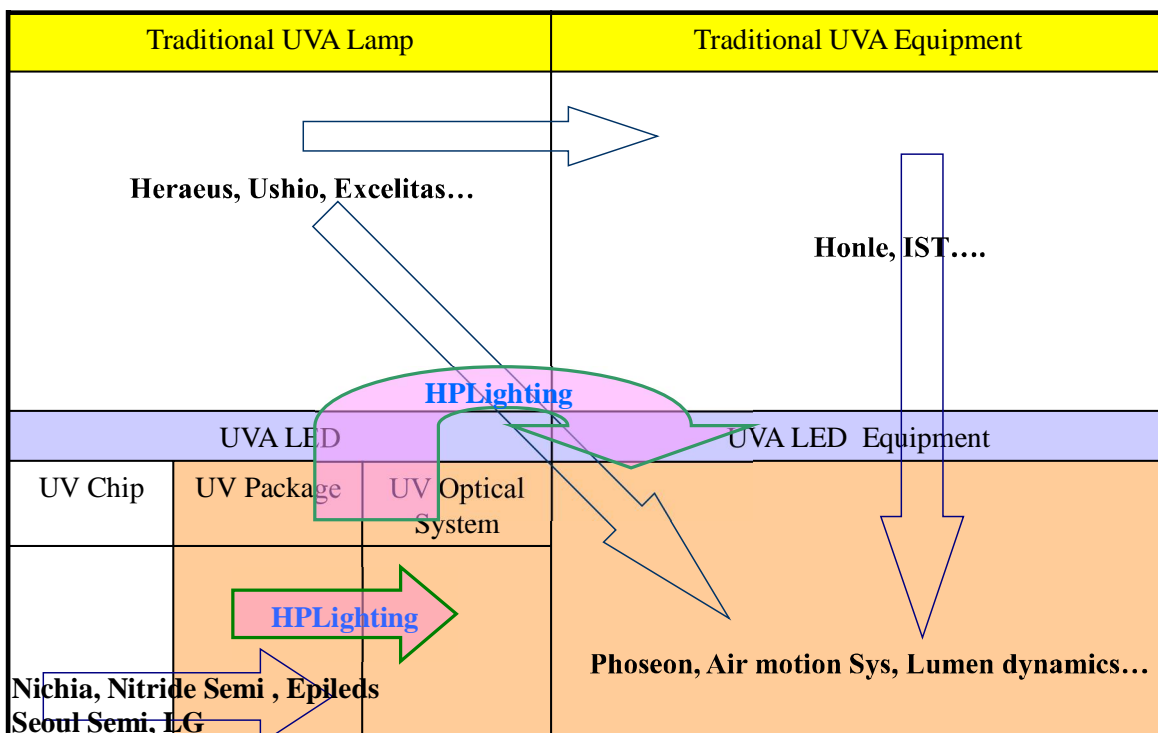 Traditional UVA Lamp
Traditional UVA Equipment
Heraeus, Ushio, Excelitas…
Honle, IST….
HPLighting
UVA LED
UVA LED  Equipment
UV Chip
UV Package
UV Optical
System
HPLighting
Phoseon, Air motion Sys, Lumen dynamics…
Nichia, Nitride Semi , Epileds
Seoul Semi, LG